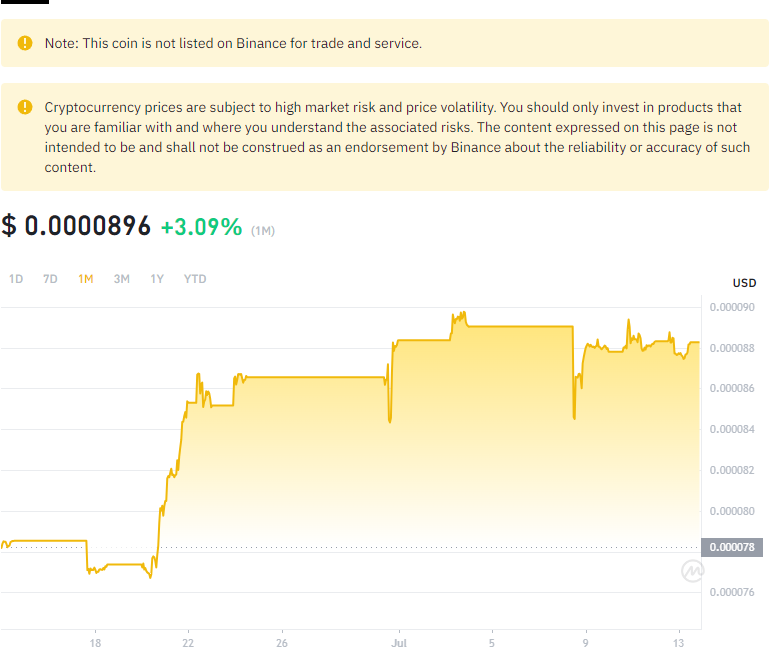 Note: This coin is not listed on Binance for trade and service.
Cryptocurrency prices are subject to high market risk and price volatility. You should only invest in products that
you are familiar with and where you understand the associated risks. The content expressed on this page is not
intended to be and shall not be construed as an endorsement by Binance about the reliability or accuracy of such
content.
$ 0.0000896 +3.09% (1M)
1D 7D 1M 3M 1Y YTD
USD
0.000090
0.000088
0.000086
0.000084
0.000082
0.000080
0.000078
0.000076
18 22 26 Jul 5 9 13